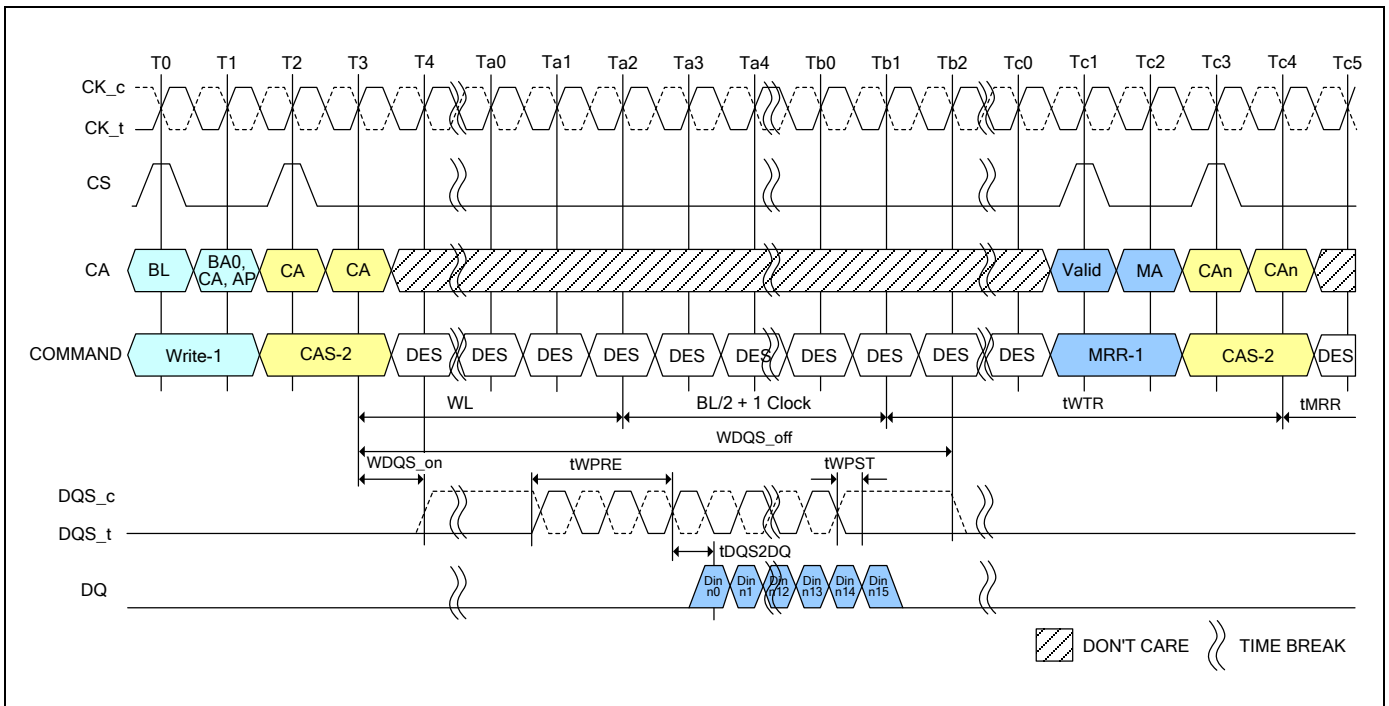 T0 T1 T2 T3 T4 Ta0 Ta1 Ta2 Ta3 Ta4 Tb0 Tb1 Tb2 Tc0 Tc1 Tc2 Tc3 Tc4 Tc5
CK_c
CK_t
CS
CA BL BA0, CA, AP CA CA Valid MA CAn CAn
COMMAND Write-1 CAS-2 DES DES DES DES DES DES DES DES DES DES MRR-1 CAS-2 DES
WL BL/2 + 1 Clock tWTR tMRR
WDQS_off
WDQS_on tWPRE tWPST
DQS_c
DQS_t
tDQS2DQ
DQ Din n0 Din n1 Din n12 Din n13 Din n14 Din n15
DON'T CARE TIME BREAK